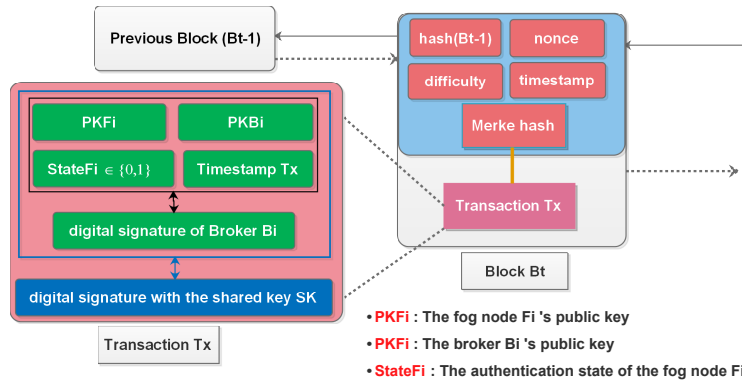 Previous Block (Bt-1)
hash(Bt-1)
nonce
difficulty
timestamp
Merke hash
Transaction Tx
Block Bt
PKFi
PKBi
StateFi ∈ {0,1}
Timestamp Tx
digital signature of Broker Bi
digital signature with the shared key SK
Transaction Tx
•PKFi : The fog node Fi 's public key
•PKFi : The broker Bi 's public key
•StateFi : The authentication state of the fog node Fi